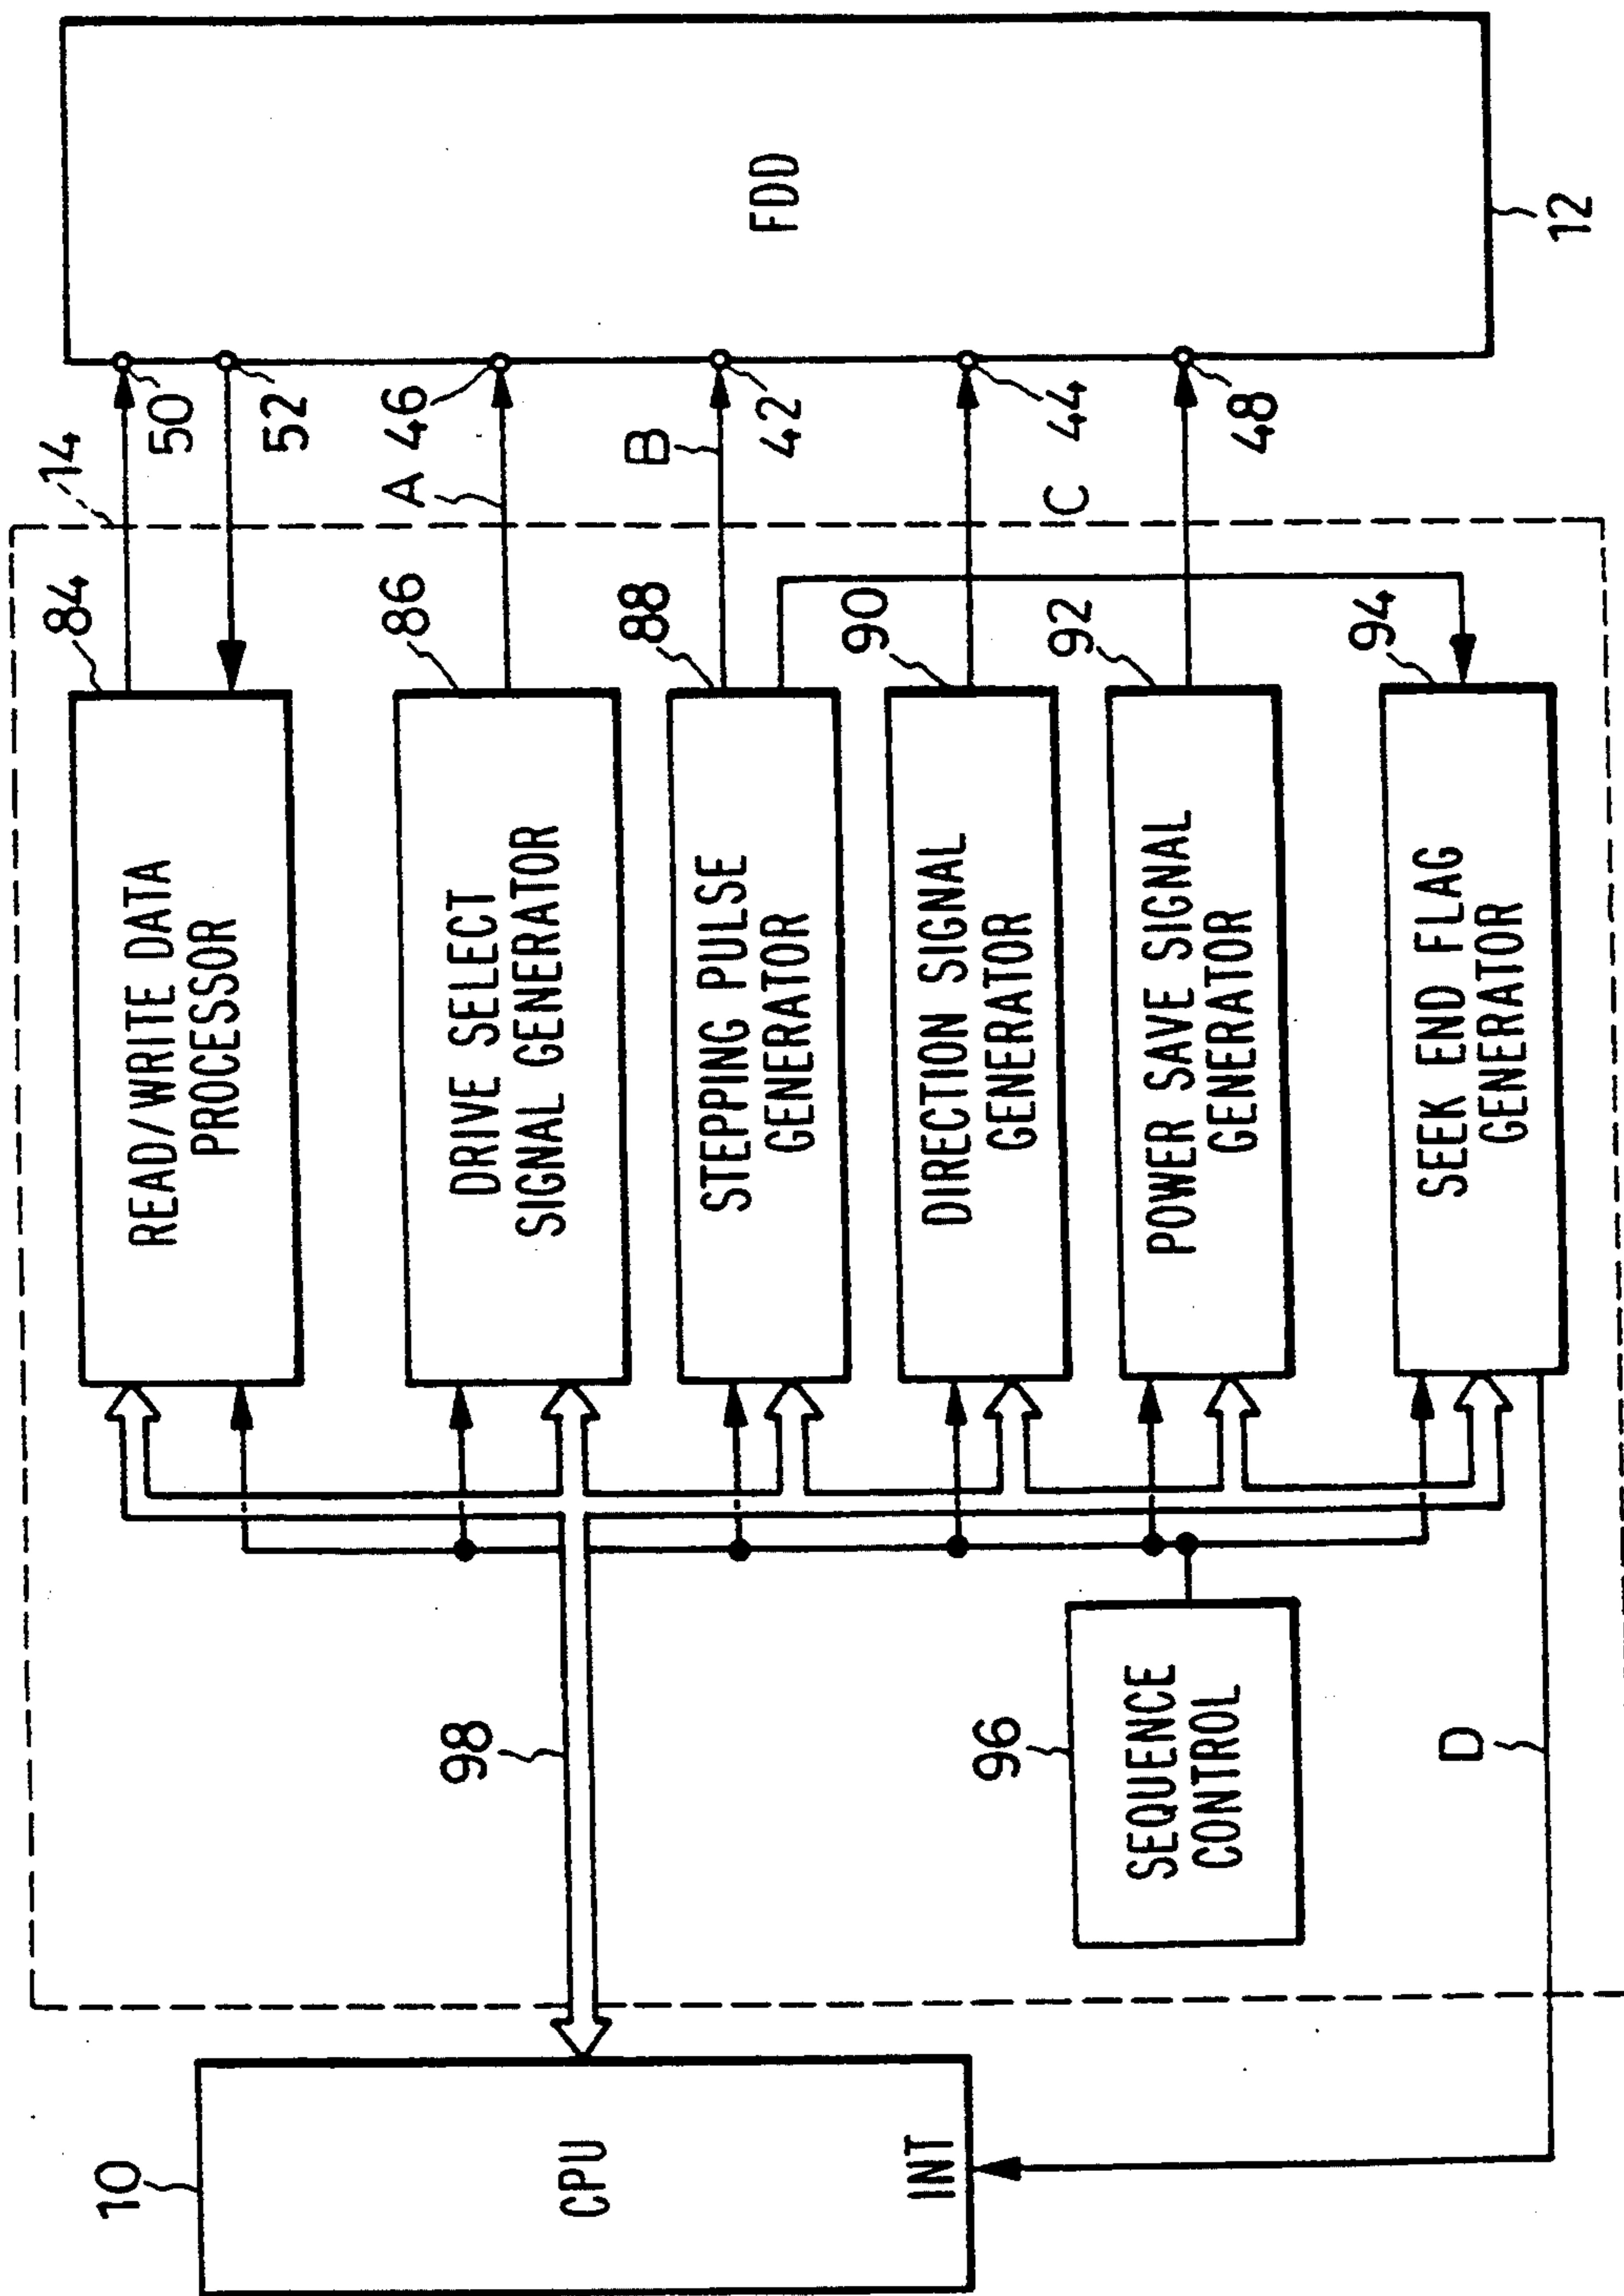 10
CPU
INT
98
96
SEQUENCE
CONTROL
D
14
84
READ/WRITE DATA
PROCESSOR
86
DRIVE SELECT
SIGNAL GENERATOR
88
STEPPING PULSE
GENERATOR
90
DIRECTION SIGNAL
GENERATOR
92
POWER SAVE SIGNAL
GENERATOR
94
SEEK END FLAG
GENERATOR
50
52
A
46
B
42
44
C
48
FDD
12